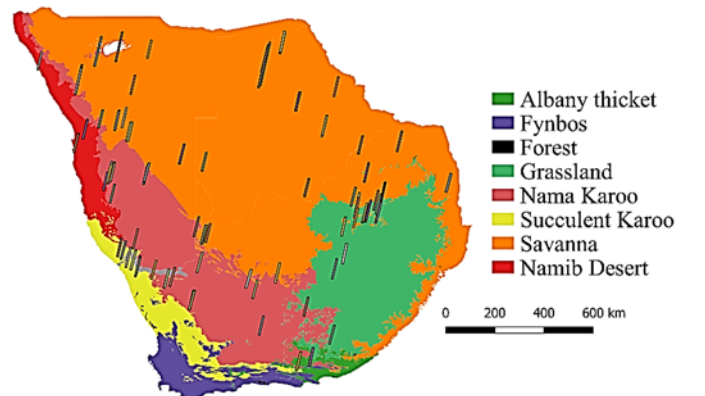 Albany thicket
Fynbos
Forest
Grassland
Nama Karoo
Succulent Karoo
Savanna
Namib Desert
0 200 400 600 km